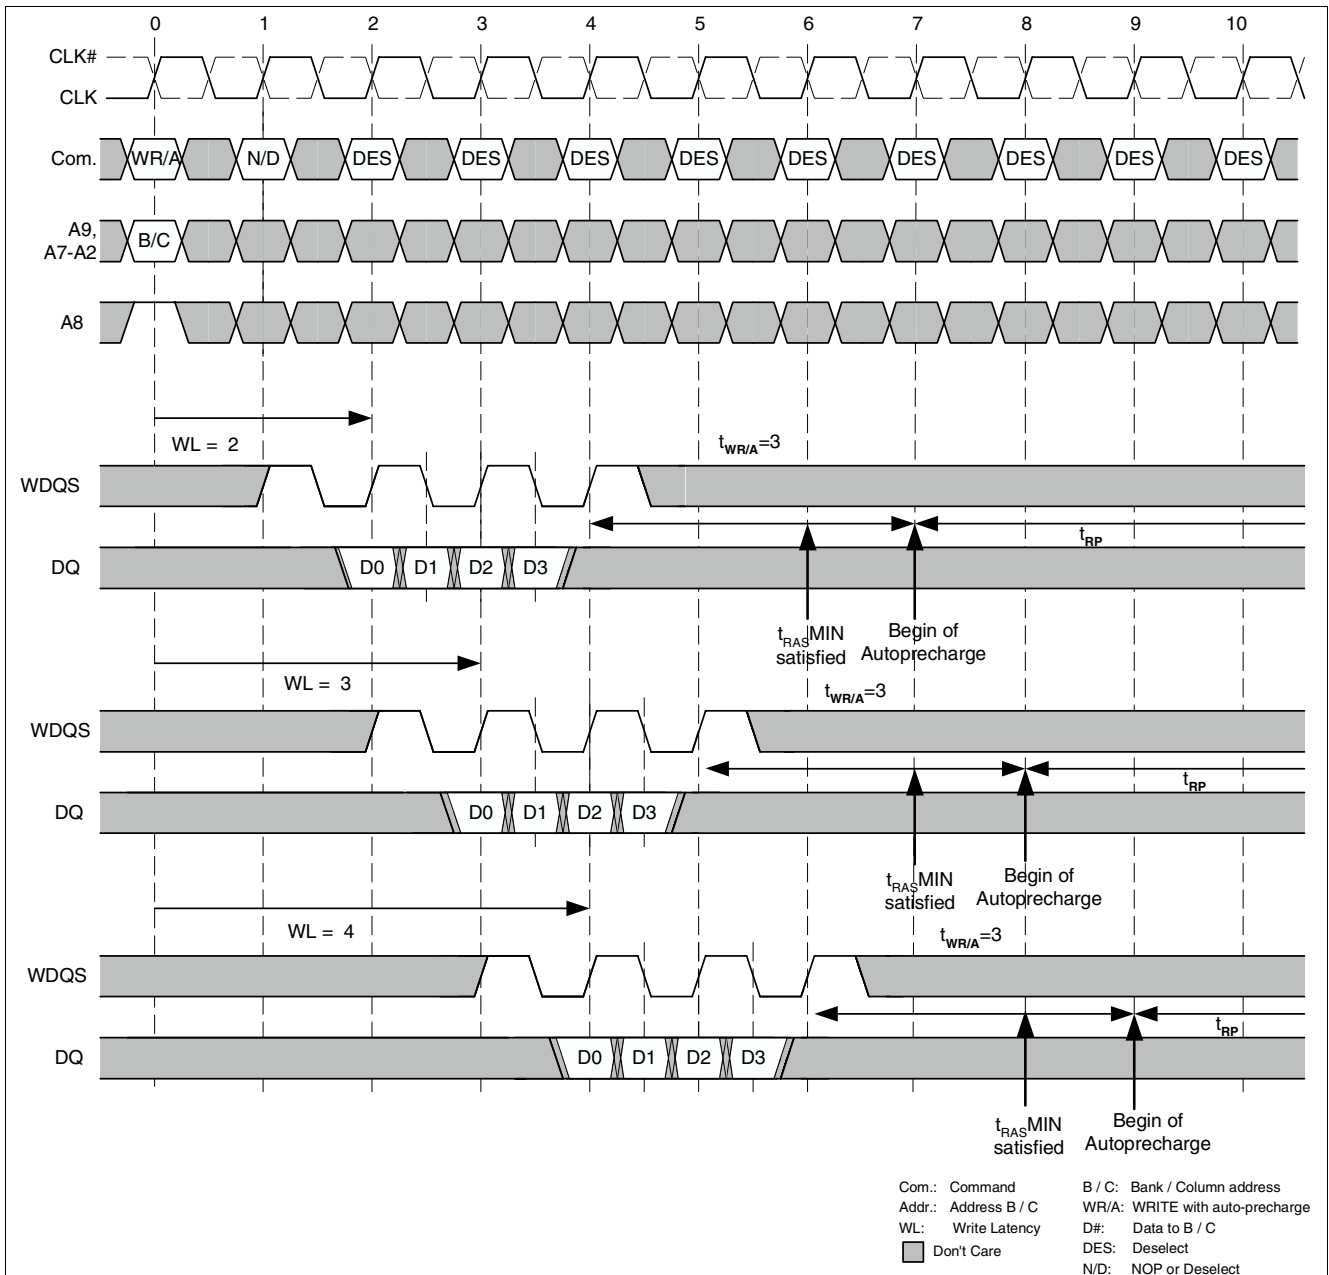 0 1 2 3 4 5 6 7 8 9 10
CLK#
CLK
Com. WR/A N/D DES DES DES DES DES DES DES DES DES
A9,
A7-A2 B/C
A8
WL = 2 tWR/A=3
WDQS
tRP
DQ D0 D1 D2 D3
tRASMIN
satisfied
Begin of
Autoprecharge
WL = 3 tWR/A=3
WDQS
tRP
DQ D0 D1 D2 D3
tRASMIN
satisfied
Begin of
Autoprecharge
WL = 4 tWR/A=3
WDQS
tRP
DQ D0 D1 D2 D3
tRASMIN
satisfied
Begin of
Autoprecharge
Com.: Command
Addr.: Address B / C
WL: Write Latency
Don't Care
B / C: Bank / Column address
WR/A: WRITE with auto-precharge
D#: Data to B / C
DES: Deselect
N/D: NOP or Deselect